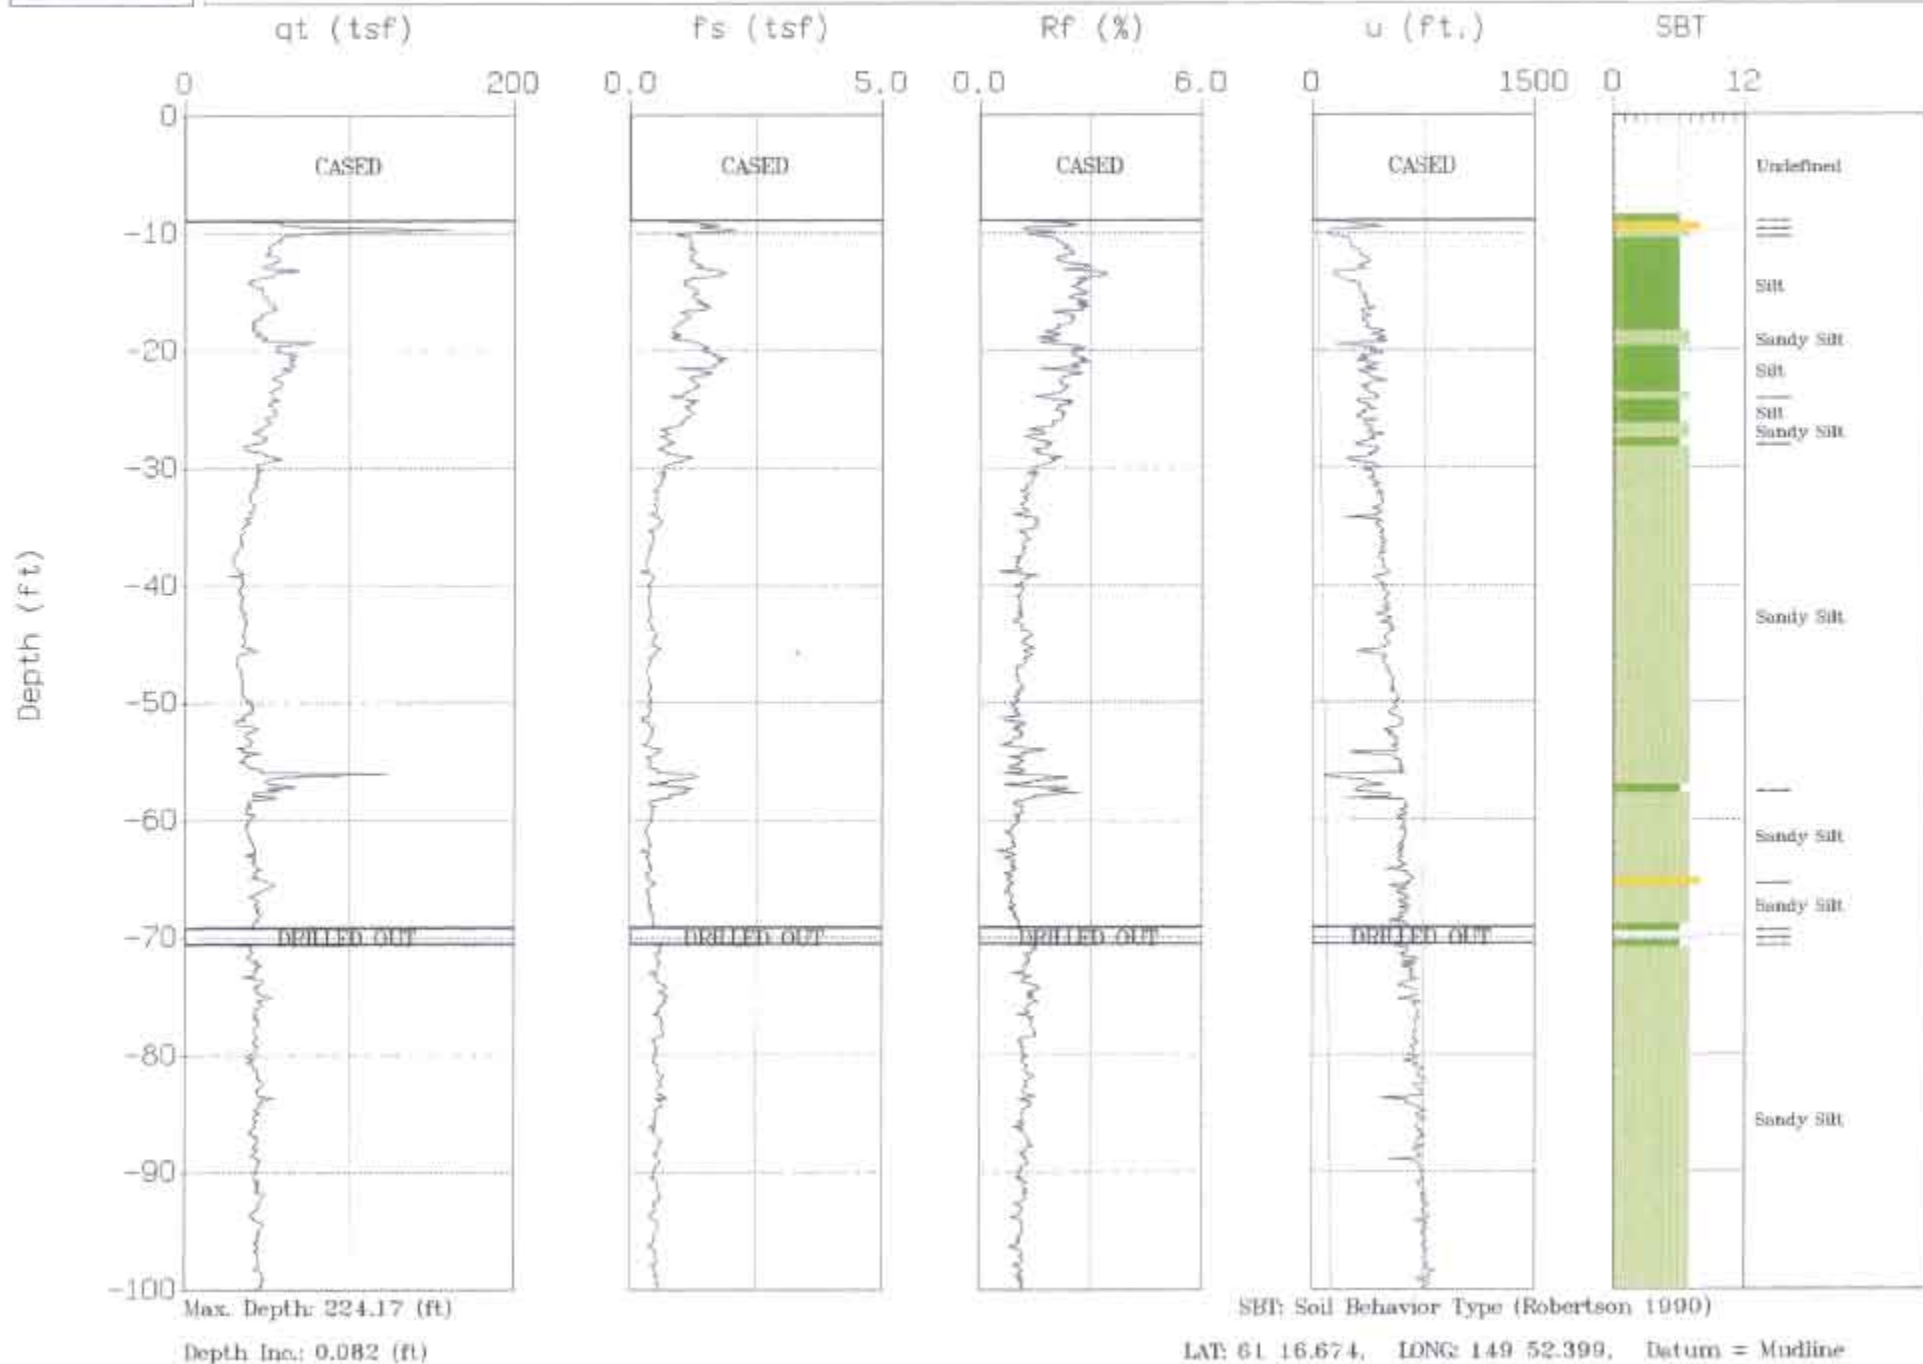 qt (tsf) fs (tsf) Rf (%) u (ft.) SBT
0 200 0.0 5.0 0.0 6.0 0 1500 0 12
0
CASED CASED CASED CASED Undefined
-10
Silt
Sandy Silt
-20
Silt
Silt
Sandy Silt
-30
Depth (ft)
-40
Sandy Silt
-50
-60
Sandy Silt
Sandy Silt
-70 DRILLED OUT DRILLED OUT DRILLED OUT DRILLED OUT
-80
Sandy Silt
-90
-100
Max. Depth: 224.17 (ft) SBT: Soil Behavior Type (Robertson 1990)
Depth Inc.: 0.082 (ft) LAT: 61 16.674, LONG: 149 52.399, Datum = Mudline